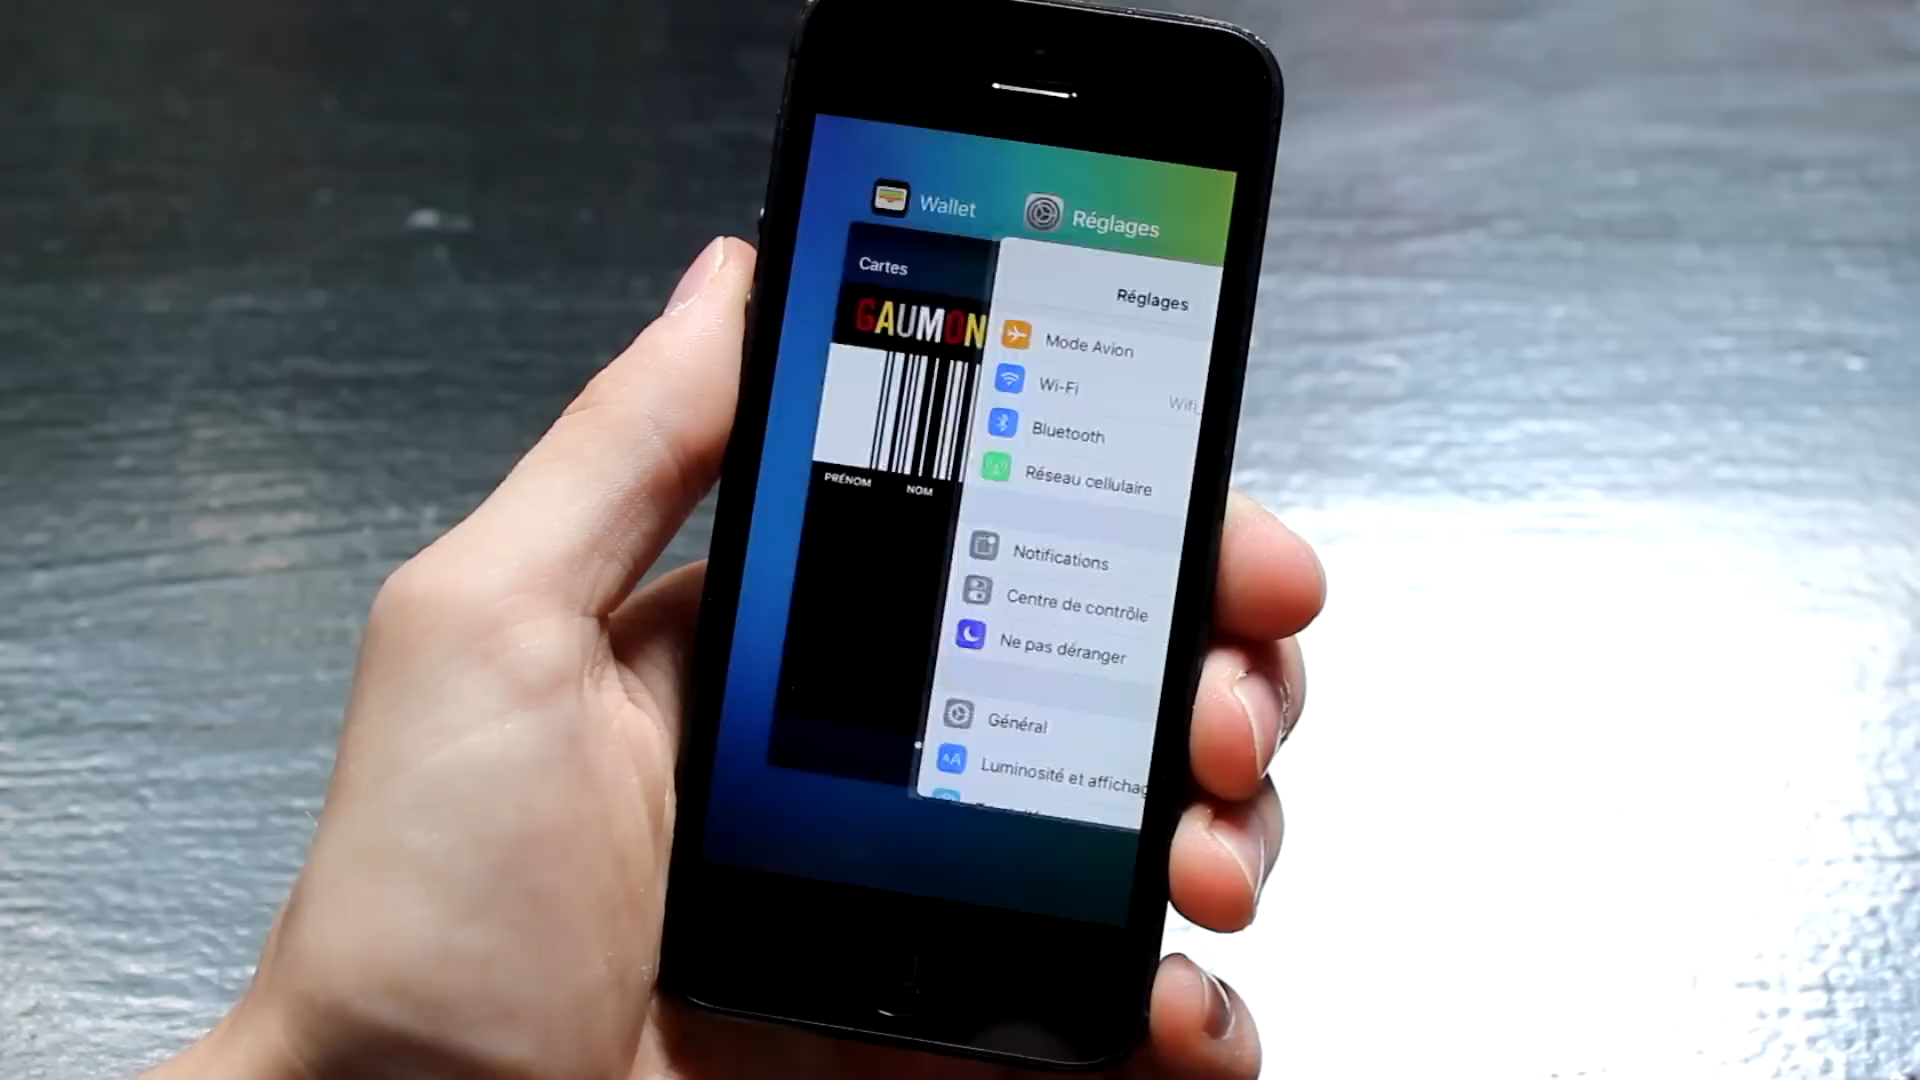 Wallet
Réglages
Cartes
GAUMON
PRÉNOM NOM
Réglages
Mode Avion
Wi-Fi
Wifi
Bluetooth
Réseau cellulaire
Notifications
Centre de contrôle
Ne pas déranger
Général
AA
Luminosité et affichag